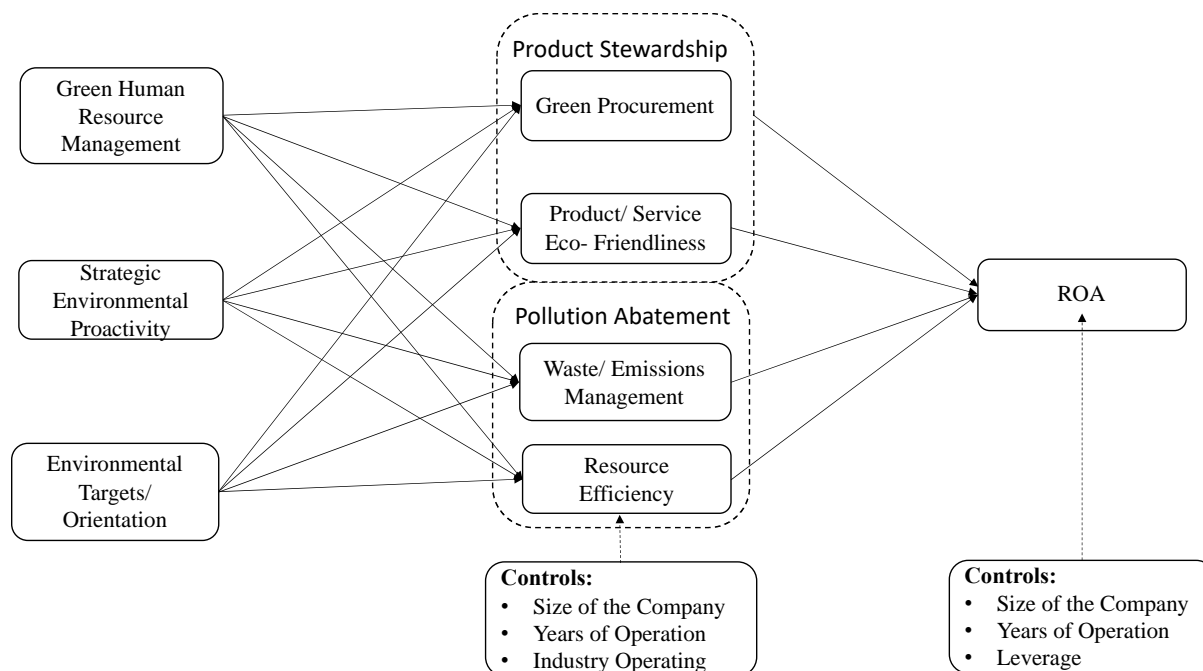 Product Stewardship
Green Human
Resource
Management
Green Procurement
Product/ Service
Eco- Friendliness
Strategic
Environmental
Proactivity
ROA
Pollution Abatement
Waste/ Emissions
Management
Environmental
Targets/
Orientation
Resource
Efficiency
Controls:
• Size of the Company
• Years of Operation
• Industry Operating
Controls:
• Size of the Company
• Years of Operation
• Leverage